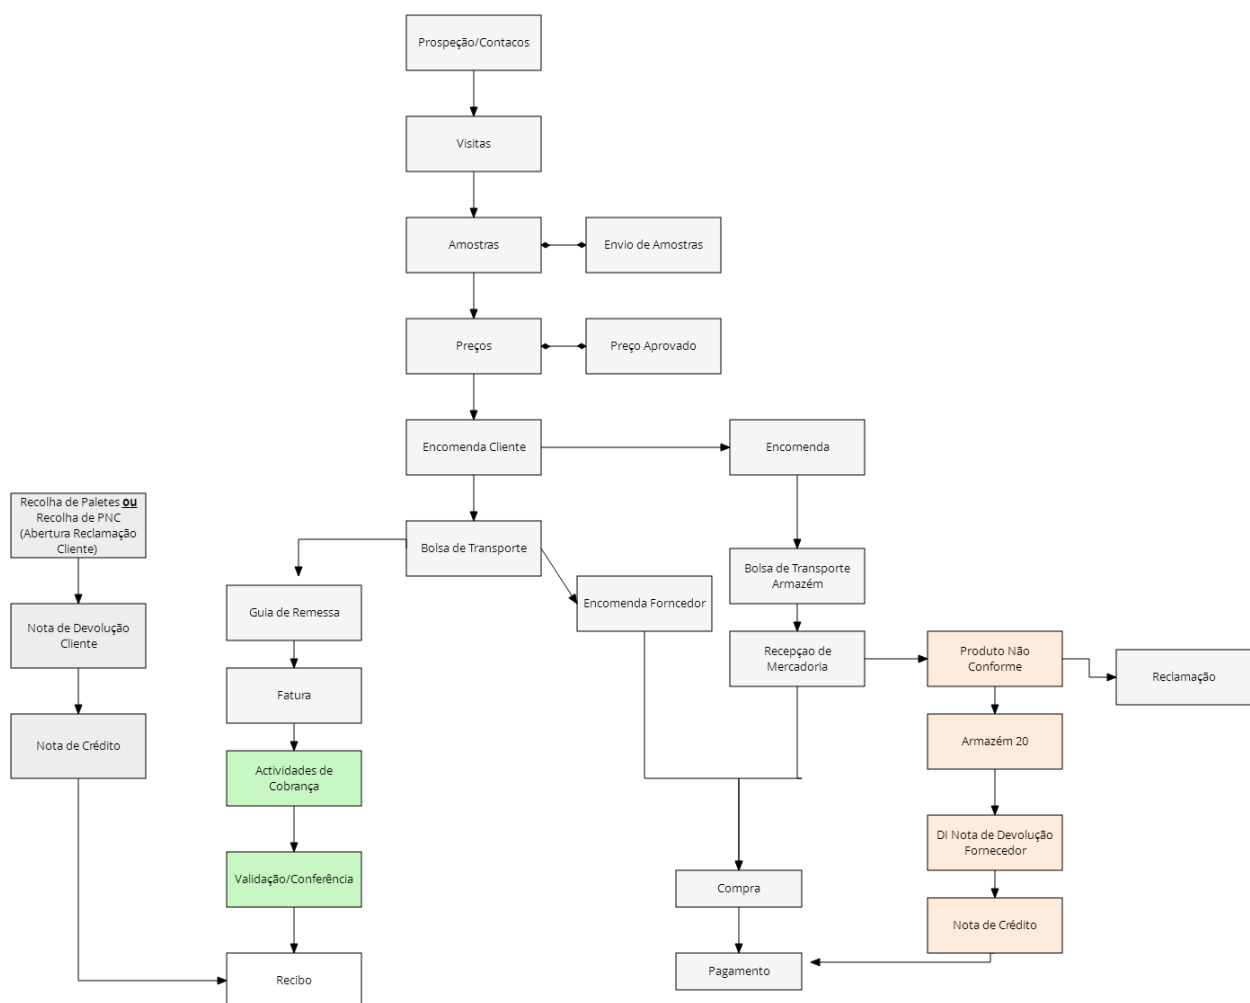 Prospeção/Contacos
Visitas
Amostras
Envio de Amostras
Preços
Preço Aprovado
Encomenda Cliente
Encomenda
Recolha de Paletes ou
Recolha de PNC
(Abertura Reclamação
Cliente)
Bolsa de Transporte
Bolsa de Transporte
Armazém
Guia de Remessa
Encomenda Forncedor
Nota de Devolução
Cliente
Recepçao de
Mercadoria
Produto Não
Conforme
Reclamação
Fatura
Nota de Crédito
Armazém 20
Actividades de
Cobrança
DI Nota de Devolução
Fornecedor
Validação/Conferência
Compra
Nota de Crédito
Pagamento
Recibo